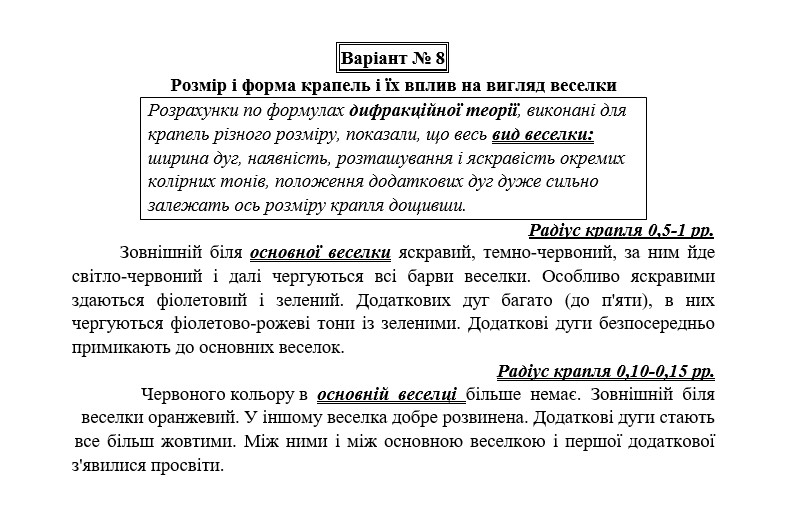 Варіант № 8
Розмір і форма крапель і їх вплив на вигляд веселки
Розрахунки по формулах дифракційної теорії, виконані для
крапель різного розміру, показали, що весь вид веселки:
ширина дуг, наявність, розташування і яскравість окремих
колірних тонів, положення додаткових дуг дуже сильно
залежать ось розміру крапля дощивши.
Радіус крапля 0,5-1 рр.
Зовнішній біля основної веселки яскравий, темно-червоний, за ним йде
світло-червоний і далі чергуються всі барви веселки. Особливо яскравими
здаються фіолетовий і зелений. Додаткових дуг багато (до п'яти), в них
чергуються фіолетово-рожеві тони із зеленими. Додаткові дуги безпосередньо
примикають до основних веселок.
Радіус крапля 0,10-0,15 рр.
Червоного кольору в основній веселці більше немає. Зовнішній біля
веселки оранжевий. У іншому веселка добре розвинена. Додаткові дуги стають
все більш жовтими. Між ними і між основною веселкою і першої додаткової
з'явилися просвіти.